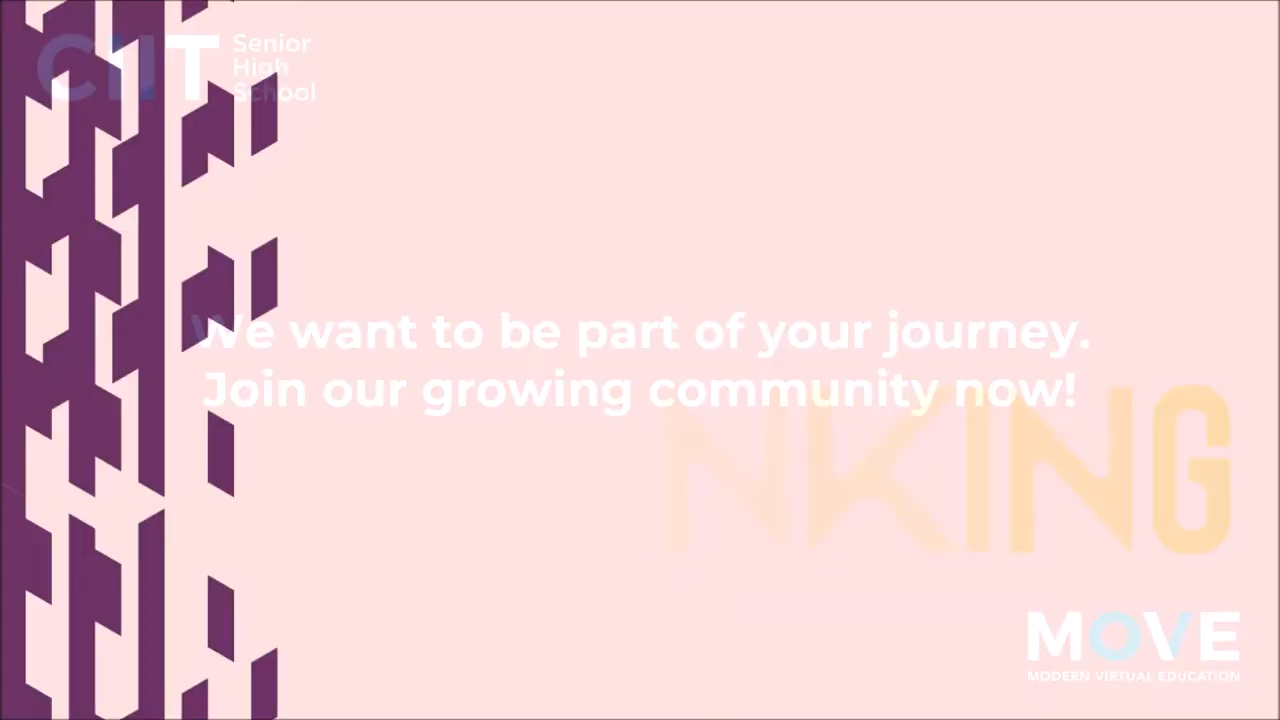 CIIT
Senior
High
School
We want to be part of your journey.
Join our growing community now!
NKING
MOVE
MODERN VIRTUAL EDUCATION